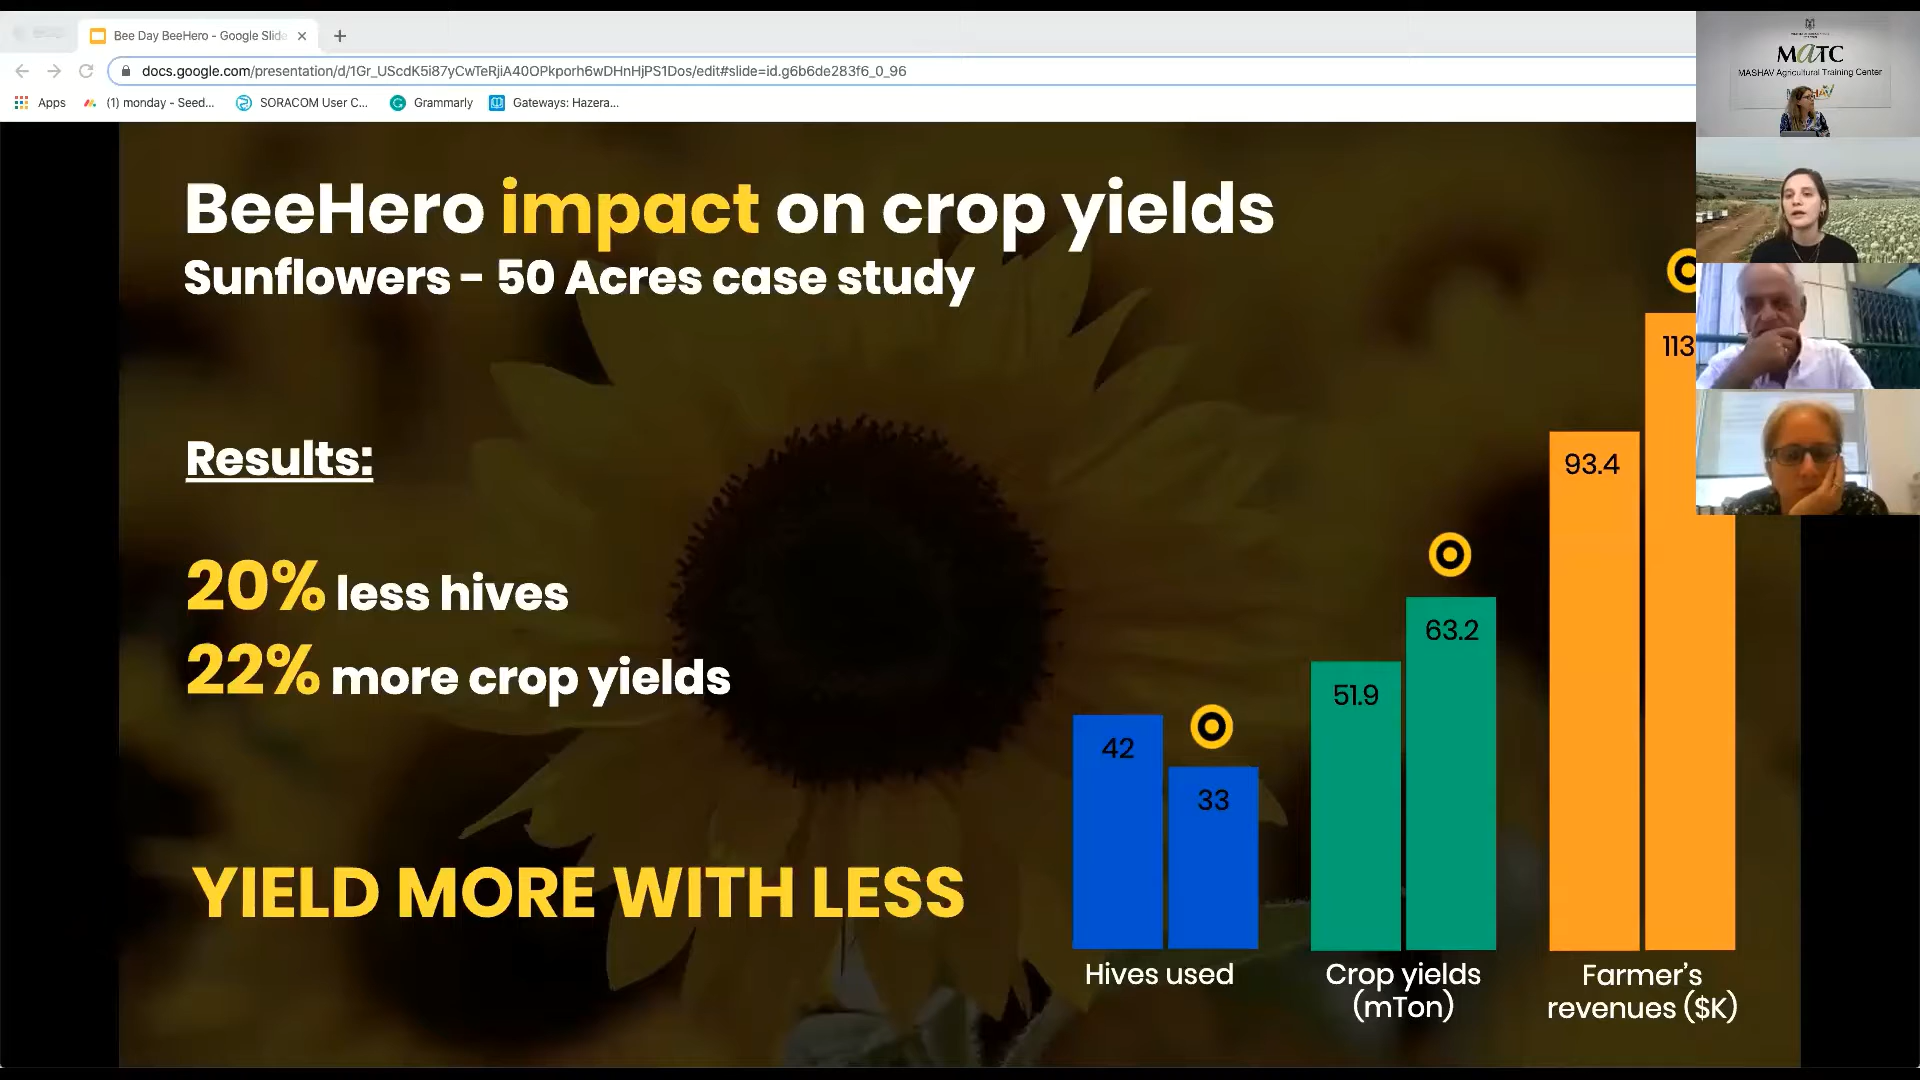 Bee Day BeeHero - Google Slide
docs.google.com/presentation/d/1Gr_UScdK5i87yCwTeRjiA40OPkporh6wDHnHjPS1Dos/edit#slide=id.g6b6de283f6_0_96
Apps
(1) monday - Seed...
SORACOM User C...
Grammarly
Gateways: Hazera...
MATC
MASHAV Agricultural Training Center
BeeHero impact on crop yields
Sunflowers - 50 Acres case study
Results:
20% less hives
22% more crop yields
YIELD MORE WITH LESS
42
33
51.9
63.2
93.4
113
Hives used
Crop yields
(mTon)
Farmer's
revenues ($K)